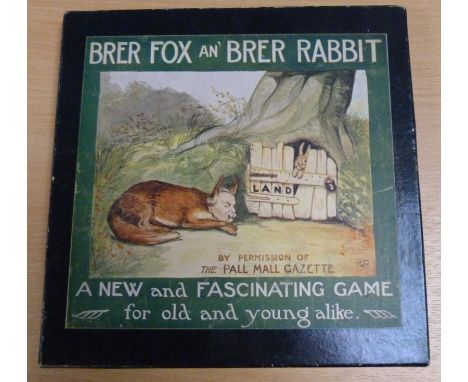 BRER FOX AN' BRER RABBIT
LAND
BY PERMISSION OF
THE PALL MALL GAZETTE
A NEW and FASCINATING GAME
for old and young alike.